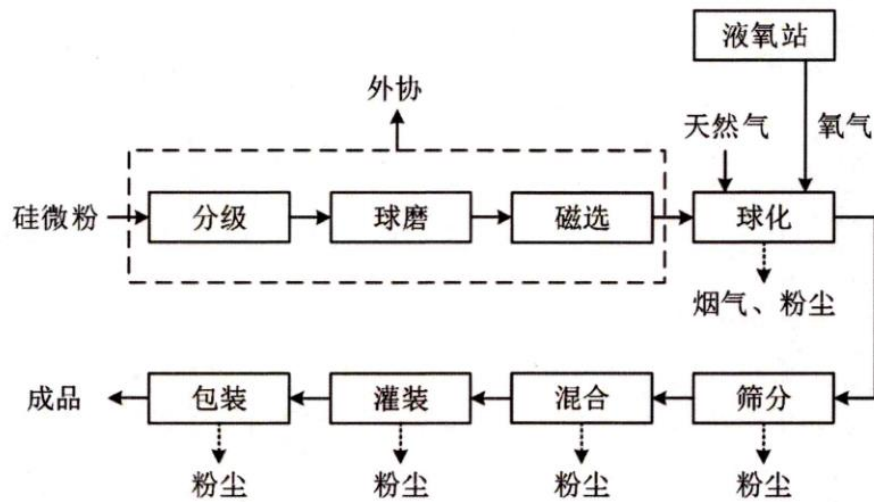 液氧站
外协
天然气
氧气
硅微粉
分级
球磨
磁选
球化
烟气、粉尘
成品
包装
灌装
混合
筛分
粉尘
粉尘
粉尘
粉尘